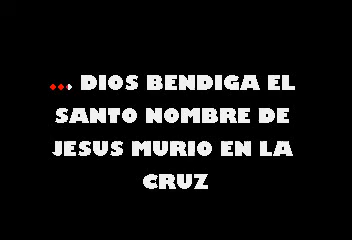 ... DIOS BENDIGA EL
SANTO NOMBRE DE
JESUS MURIO EN LA
CRUZ